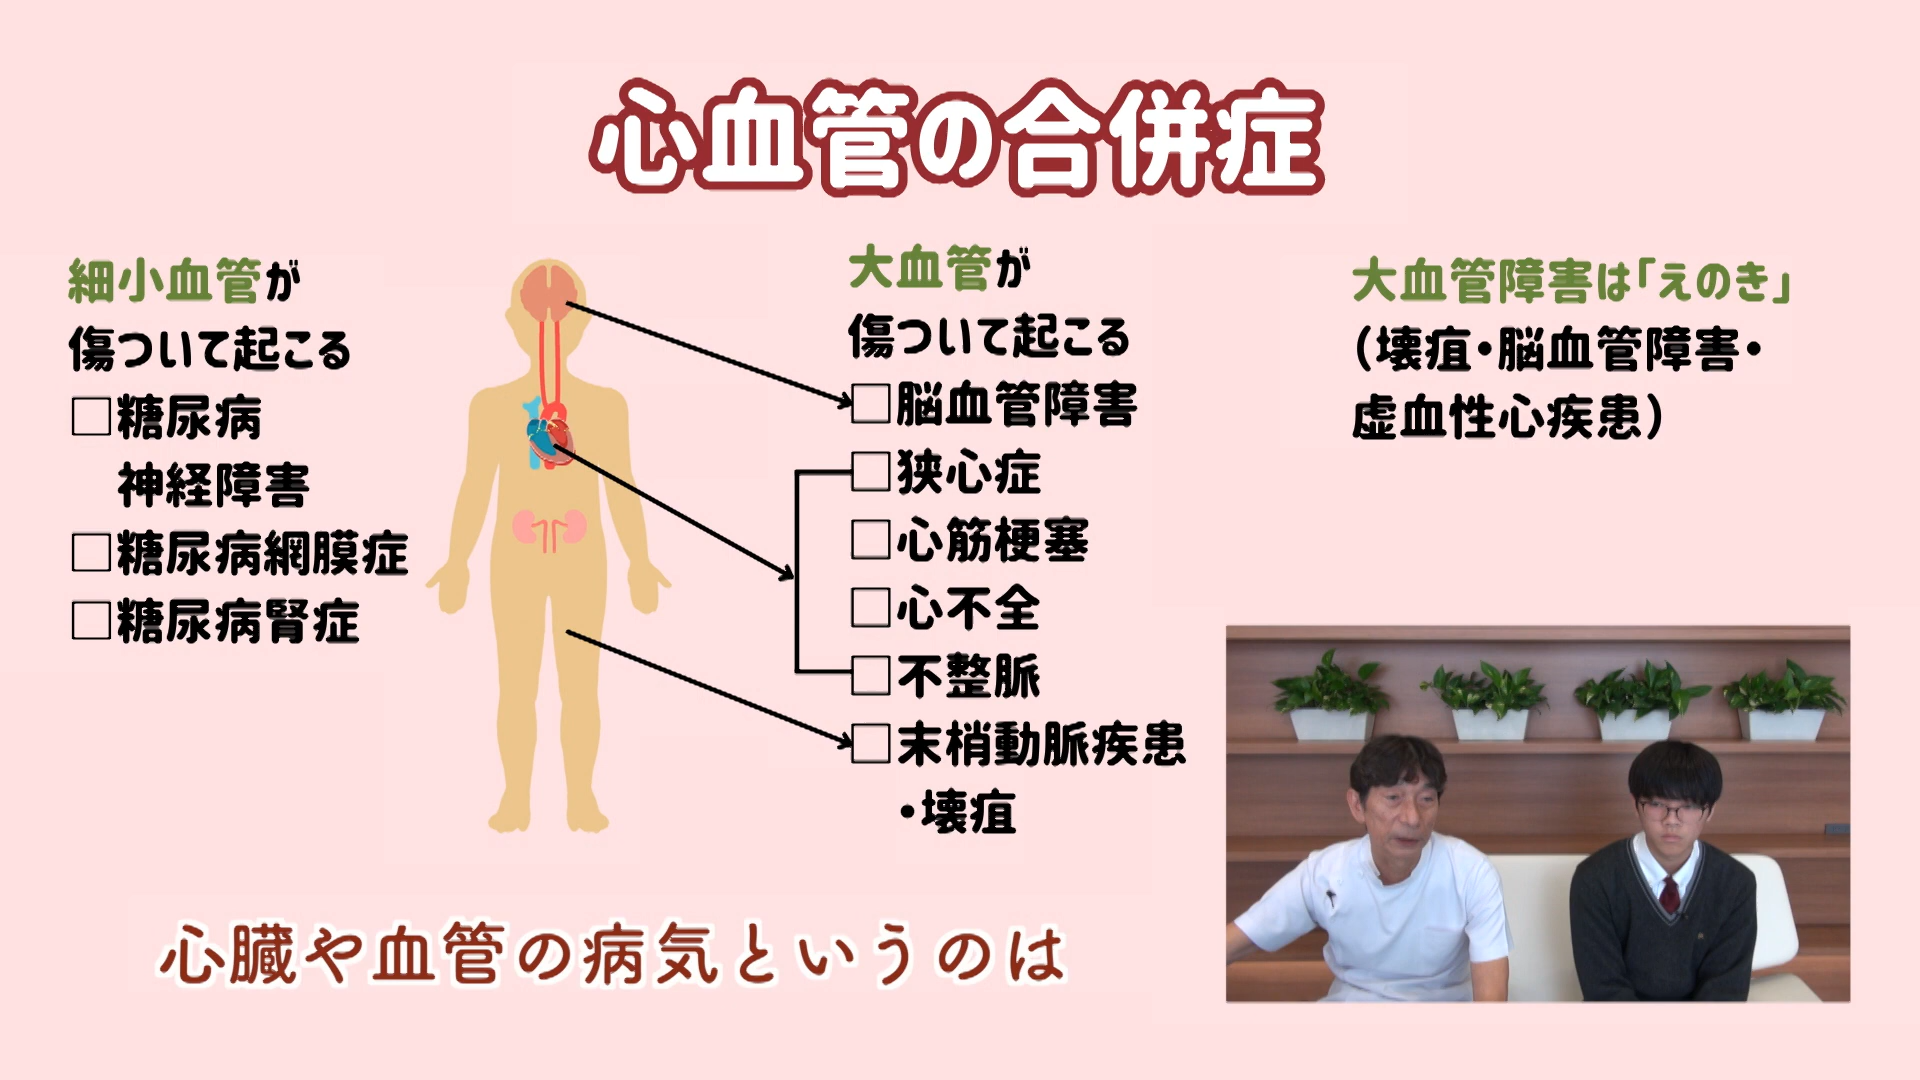 心血管の合併症
細小血管が
傷ついて起こる
□糖尿病
神経障害
□糖尿病網膜症
□糖尿病腎症
大血管が
傷ついて起こる
□脳血管障害
□狭心症
□心筋梗塞
□心不全
□不整脈
□末梢動脈疾患
・壊疽
大血管障害は「えのき」
(壊疽・脳血管障害・
虚血性心疾患)
心臓や血管の病気というのは